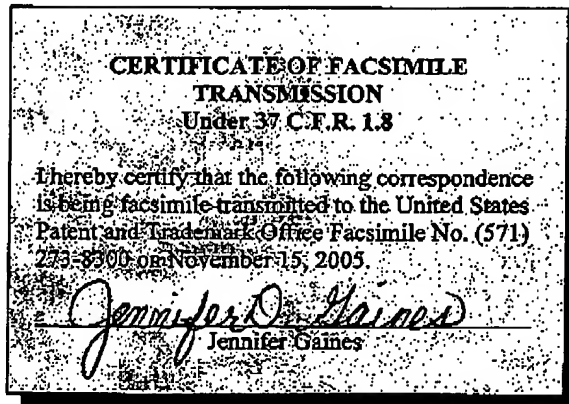 CERTIFICATE OF FACSIMILE
TRANSMISSION
Under 37 C.F.R. 1.8
I hereby certify that the following correspondence
is being facsimile transmitted to the United States
Patent and Trademark Office Facsimile No. (571)
273-8300 on November 15, 2005.
Jennifer D. Gaines
Jennifer Gaines